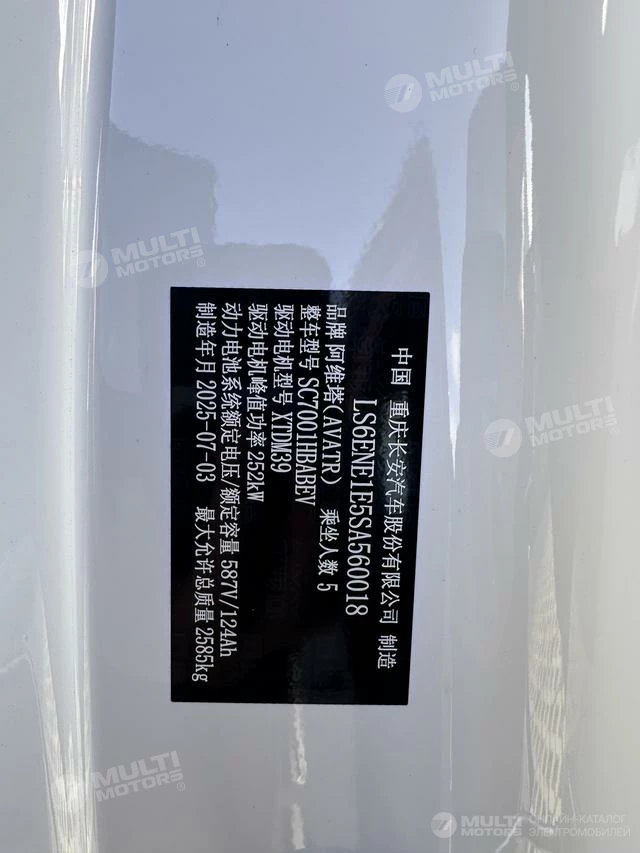 中国 重庆长安汽车股份有限公司 制造
LS6ENE1E5SA560018
品牌 阿维塔(AVATR) 乘坐人数 5
整车型号 SC7001HBABEV
驱动电机型号 XTDM39
驱动电机峰值功率 252kW
动力电池系统额定电压/额定容量 587V/124Ah
制造年月 2025-07-03 最大允许总质量 2585kg
MULTI
MOTORS
MULTI
MOTORS
MULTI
MOTORS
MULTI
MOTORS
MULTI
MOTORS
ОНЛАЙН-КАТАЛОГ
ЭЛЕКТРОМОБИЛЕЙ